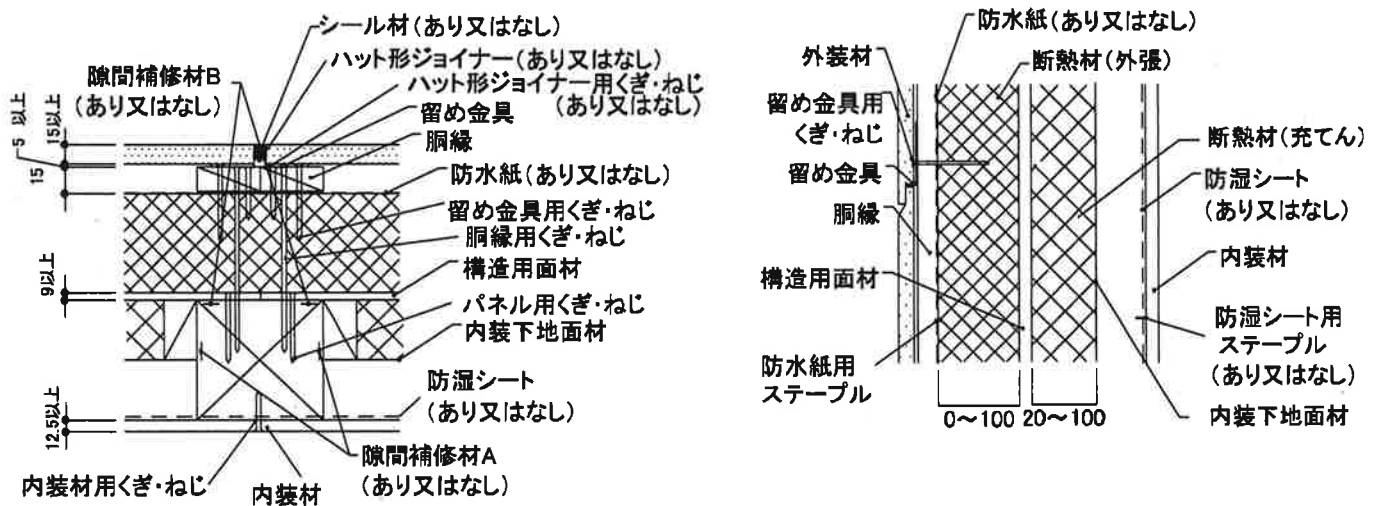 シール材(あり又はなし)
ハット形ジョイナー(あり又はなし)
ハット形ジョイナー用くぎ・ねじ
(あり又はなし)
隙間補修材B
(あり又はなし)
留め金具
胴縁
防水紙(あり又はなし)
留め金具用くぎ・ねじ
胴縁用くぎ・ねじ
構造用面材
パネル用くぎ・ねじ
内装下地面材
防湿シート
(あり又はなし)
隙間補修材A
(あり又はなし)
内装材用くぎ・ねじ
内装材
15以上
5 以上
15
9以上
12.5以上
防水紙(あり又はなし)
外装材
断熱材(外張)
留め金具用
くぎ・ねじ
断熱材(充てん)
留め金具
防湿シート
(あり又はなし)
胴縁
内装材
構造用面材
防湿シート用
ステープル
(あり又はなし)
防水紙用
ステープル
内装下地面材
0～100
20～100